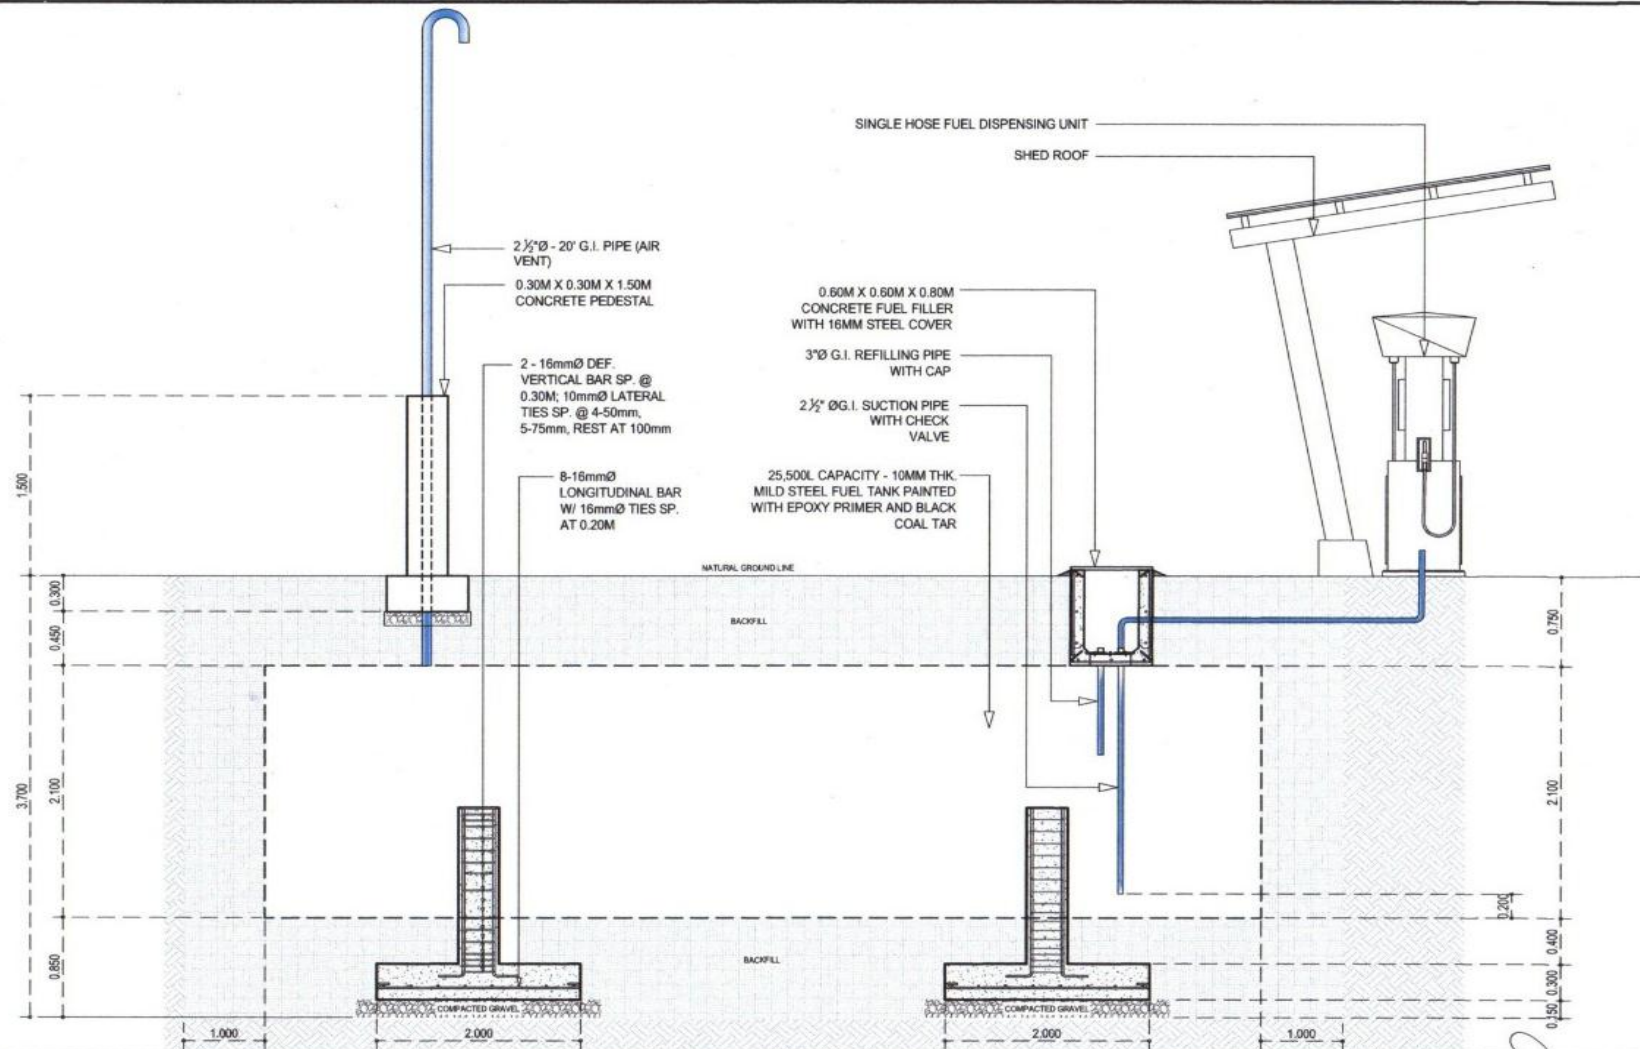 SINGLE HOSE FUEL DISPENSING UNIT
SHED ROOF
2½"Ø - 20' G.I. PIPE (AIR
VENT)
0.30M X 0.30M X 1.50M
CONCRETE PEDESTAL
0.60M X 0.60M X 0.80M
CONCRETE FUEL FILLER
WITH 16MM STEEL COVER
3"Ø G.I. REFILLING PIPE
WITH CAP
2 - 16mmØ DEF.
VERTICAL BAR SP. @
0.30M; 10mmØ LATERAL
TIES SP. @ 4-50mm,
5-75mm, REST AT 100mm
2½" ØG.I. SUCTION PIPE
WITH CHECK
VALVE
8-16mmØ
LONGITUDINAL BAR
W/ 16mmØ TIES SP.
AT 0.20M
25,500L CAPACITY - 10MM THK.
MILD STEEL FUEL TANK PAINTED
WITH EPOXY PRIMER AND BLACK
COAL TAR
1.500
NATURAL GROUND LINE
0.300
0.450
BACKFILL
0.750
3.700
2.100
2.100
0.200
0.850
BACKFILL
0.400
0.300
0.150
COMPACTED GRAVEL
COMPACTED GRAVEL
1.000
2.000
2.000
1.000